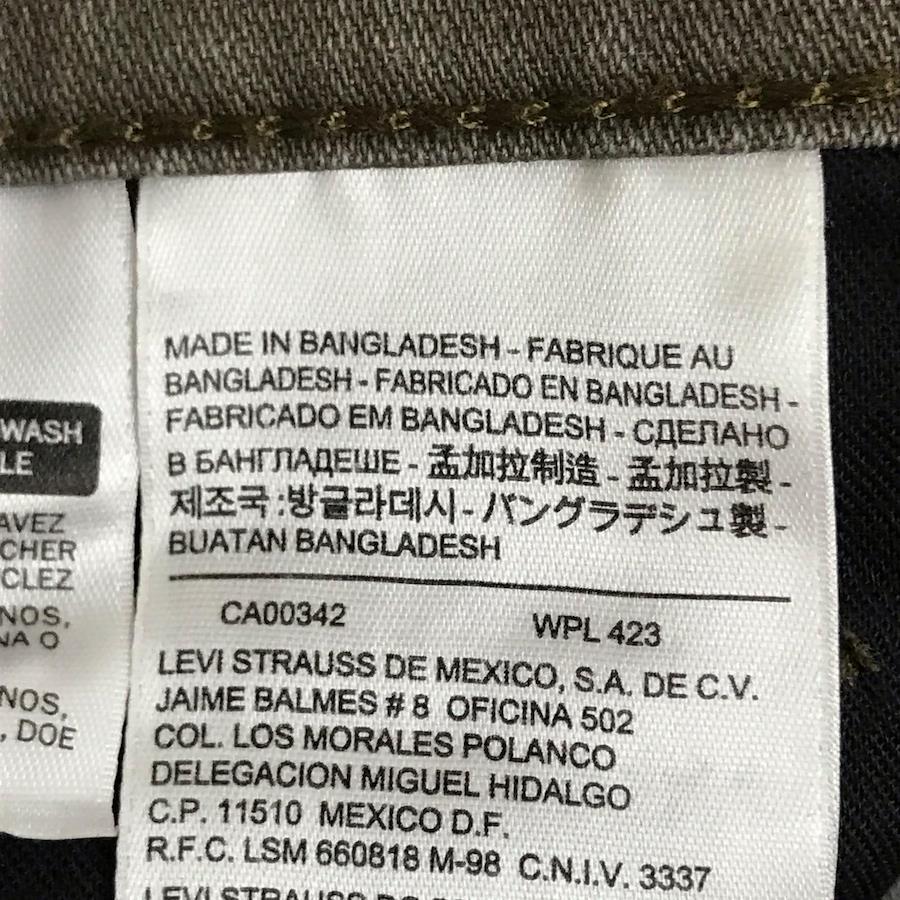 MADE IN BANGLADESH - FABRIQUE AU
BANGLADESH - FABRICADO EN BANGLADESH -
FABRICADO EM BANGLADESH - СДЕЛАНО
В БАНГЛАДЕШЕ - 孟加拉制造 - 孟加拉製 -
제조국 :방글라데시 - バングラデシュ製 -
BUATAN BANGLADESH
CA00342 WPL 423
LEVI STRAUSS DE MEXICO, S.A. DE C.V.
JAIME BALMES # 8 OFICINA 502
COL. LOS MORALES POLANCO
DELEGACION MIGUEL HIDALGO
C.P. 11510 MEXICO D.F.
R.F.C. LSM 660818 M-98 C.N.I.V. 3337
LEVI STRAUSS DO
WASH
LE
AVEZ
CHER
CLEZ
NOS,
NA O
NOS,
, DOE